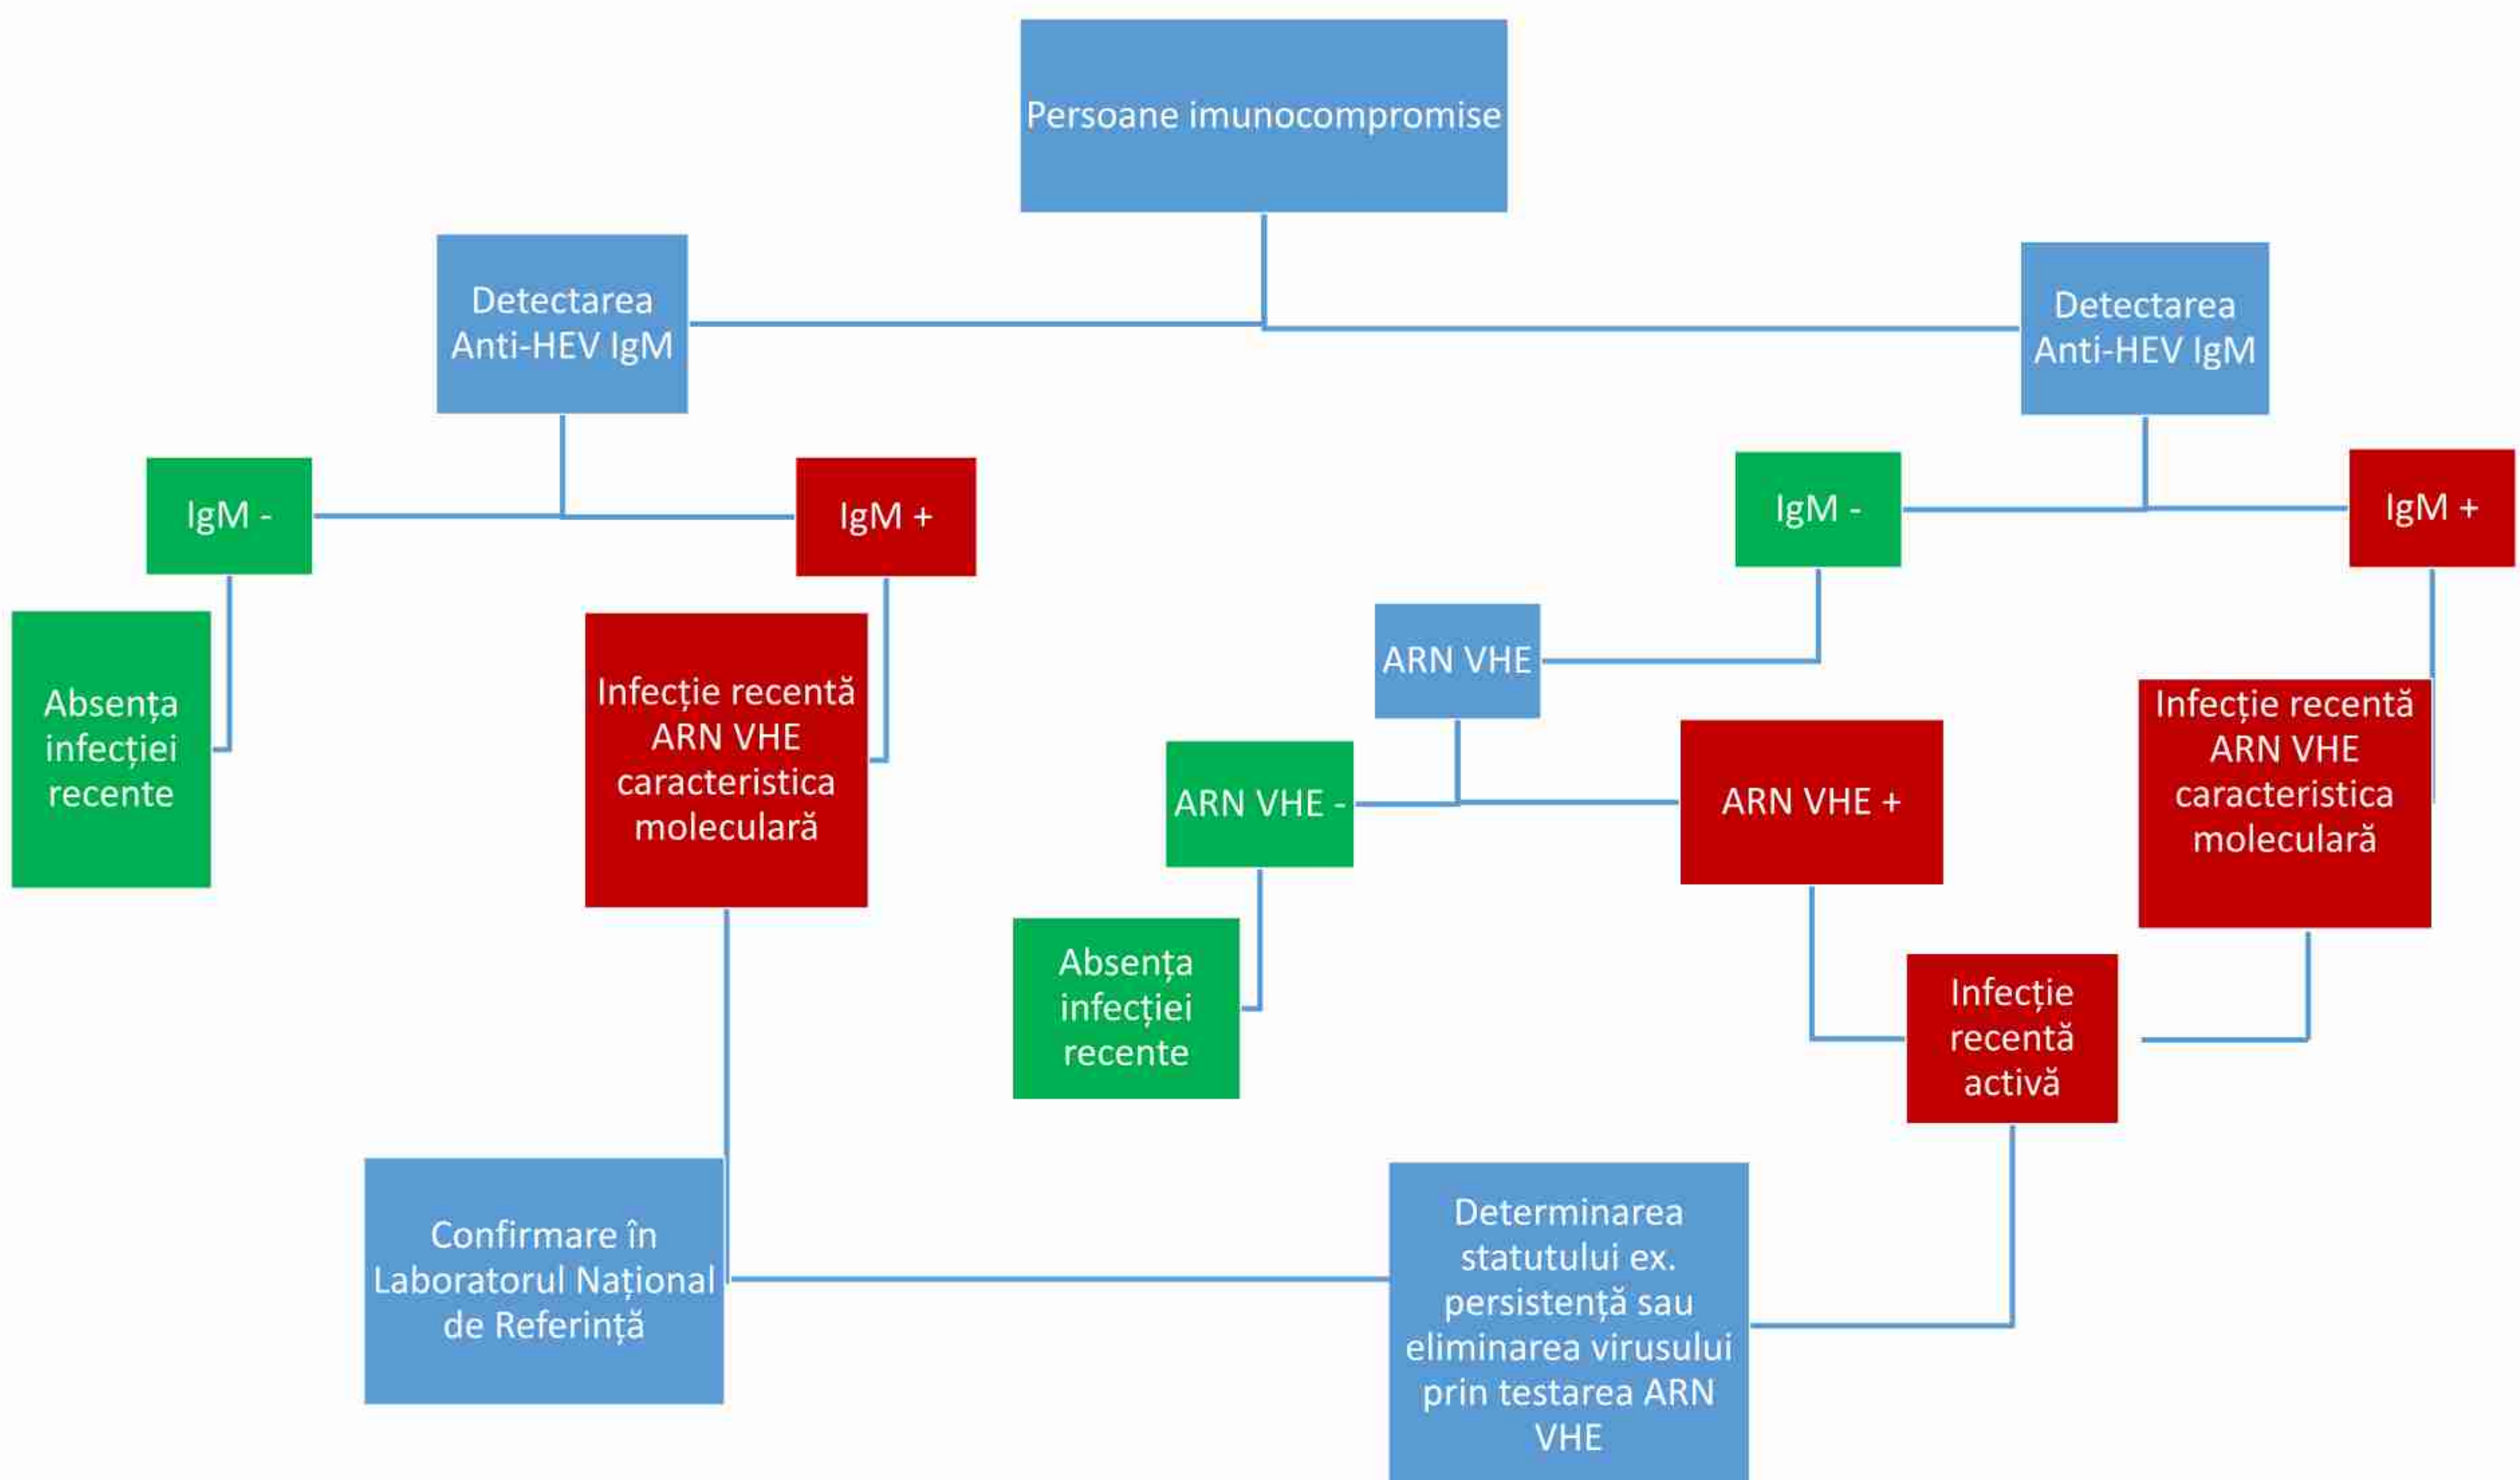 Persoane imunocompromise
Detectarea
Anti-HEV IgM
Detectarea
Anti-HEV IgM
IgM -
IgM +
IgM -
IgM +
Absența
infecției
recente
Infecție recentă
ARN VHE
caracteristica
moleculară
ARN VHE
ARN VHE -
ARN VHE +
Infecție recentă
ARN VHE
caracteristica
moleculară
Absența
infecției
recente
Infecție
recentă
activă
Confirmare în
Laboratorul Național
de Referință
Determinarea
statutului ex.
persistență sau
eliminarea virusului
prin testarea ARN
VHE